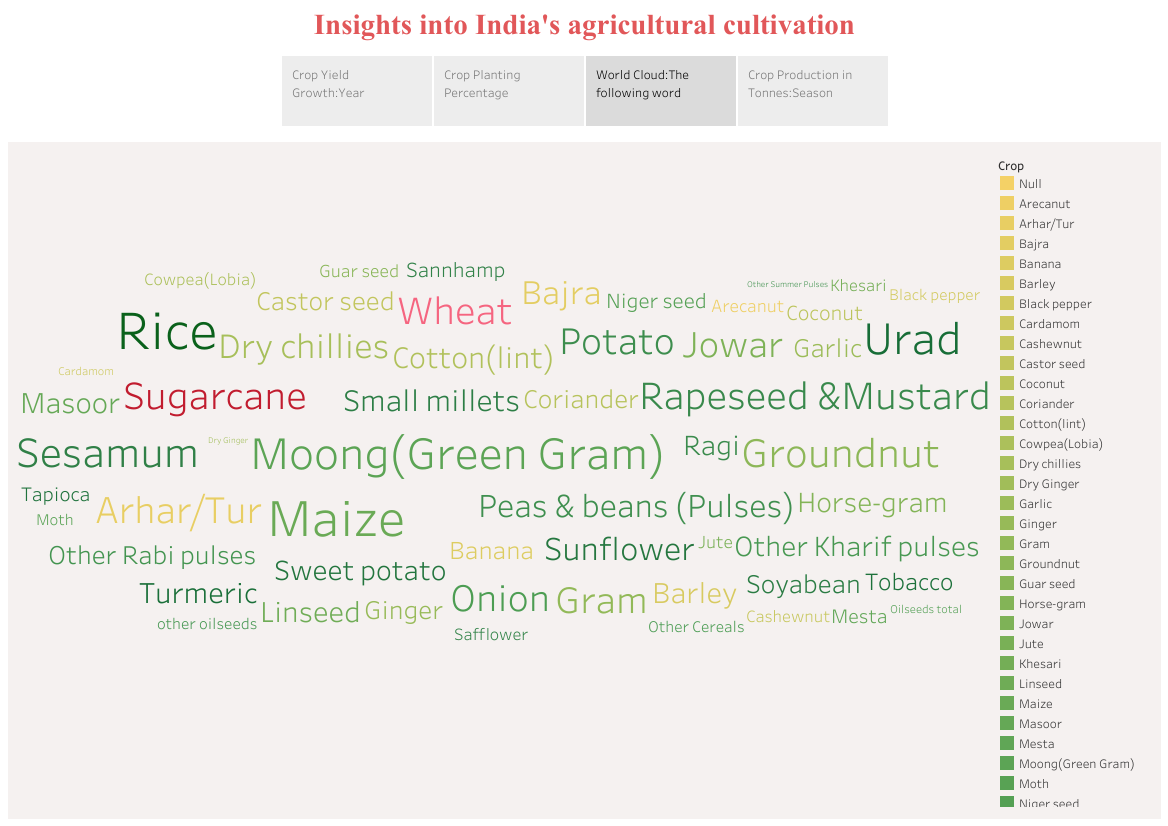 Insights into India's agricultural cultivation
Crop Yield
Growth:Year
Crop Planting
Percentage
World Cloud:The
following word
Crop Production in
Tonnes:Season
Cowpea(Lobia)
Guar seed
Sannhamp
Castor seed
Wheat
Bajra
Niger seed
Other Summer Pulses
Khesari
Arecanut
Black pepper
Coconut
Rice
Dry chillies
Cotton(lint)
Potato
Jowar
Garlic
Urad
Cardamom
Masoor
Sugarcane
Small millets
Coriander
Rapeseed &Mustard
Sesamum
Dry Ginger
Moong(Green Gram)
Ragi
Groundnut
Tapioca
Moth
Arhar/Tur
Maize
Peas & beans (Pulses)
Horse-gram
Other Rabi pulses
Banana
Sunflower
Jute
Other Kharif pulses
Sweet potato
Turmeric
Linseed
Ginger
Onion
Gram
Barley
Soyabean
Tobacco
other oilseeds
Safflower
Other Cereals
Cashewnut
Mesta
Oilseeds total
Crop
Null
Arecanut
Arhar/Tur
Bajra
Banana
Barley
Black pepper
Cardamom
Cashewnut
Castor seed
Coconut
Coriander
Cotton(lint)
Cowpea(Lobia)
Dry chillies
Dry Ginger
Garlic
Ginger
Gram
Groundnut
Guar seed
Horse-gram
Jowar
Jute
Khesari
Linseed
Maize
Masoor
Mesta
Moong(Green Gram)
Moth
Niger seed